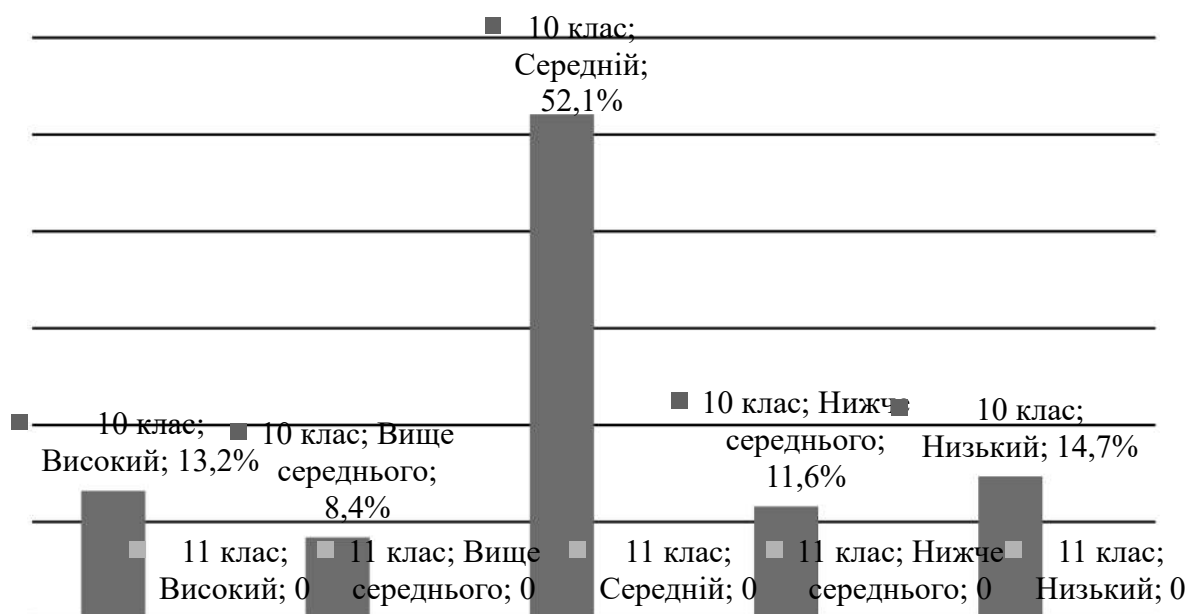 10 клас;
Середній;
52,1%
10 клас;
Високий; 13,2%
10 клас; Вище
середнього;
8,4%
10 клас; Нижче
середнього;
11,6%
10 клас;
Низький; 14,7%
11 клас;
Високий; 0
11 клас; Вище
середнього; 0
11 клас;
Середній; 0
11 клас; Нижче
середнього; 0
11 клас;
Низький; 0